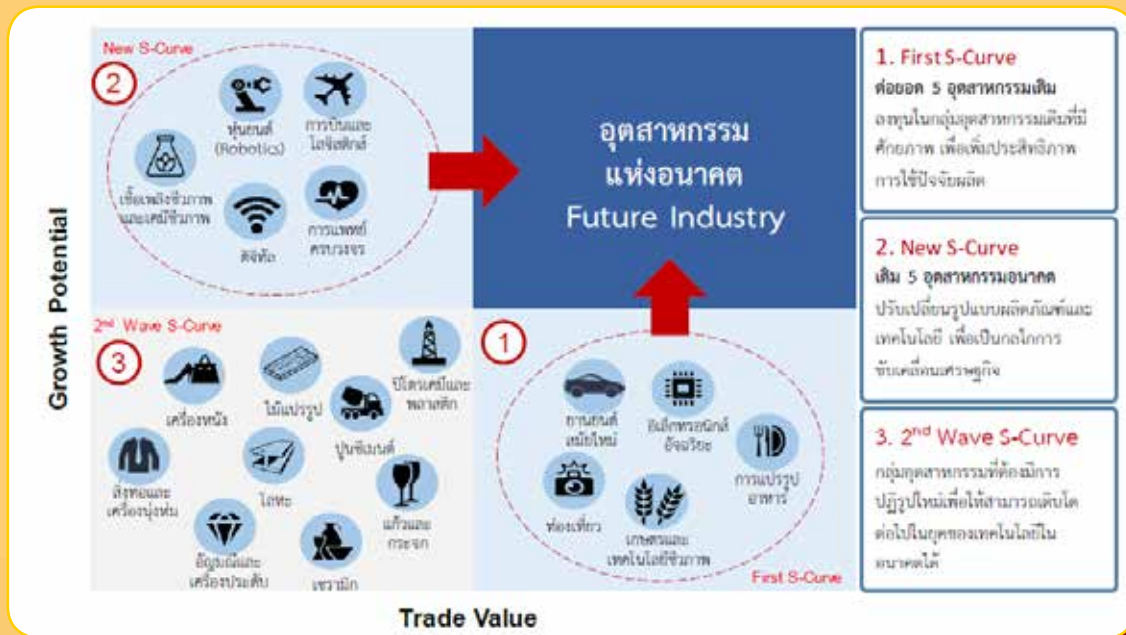 New S-Curve
2
หุ่นยนต์
(Robotics)
การบินและ
โลจิสติกส์
เชื้อเพลิงชีวภาพ
และเคมีชีวภาพ
ดิจิทัล
การแพทย์
ครบวงจร
อุตสาหกรรม
แห่งอนาคต
Future Industry
Growth Potential
2nd Wave S-Curve
3
เครื่องหนัง
ไม้แปรรูป
ปิโตรเคมีและ
พลาสติก
ปูนซีเมนต์
สิ่งทอและ
เครื่องนุ่งห่ม
โลหะ
แก้วและ
กระจก
อัญมณีและ
เครื่องประดับ
เซรามิก
1
ยานยนต์
สมัยใหม่
อิเล็กทรอนิกส์
อัจฉริยะ
การแปรรูป
อาหาร
ท่องเที่ยว
เกษตรและ
เทคโนโลยีชีวภาพ
First S-Curve
Trade Value
1. First S-Curve
ต่อยอด 5 อุตสาหกรรมเดิม
ลงทุนในกลุ่มอุตสาหกรรมเดิมที่มี
ศักยภาพ เพื่อเพิ่มประสิทธิภาพ
การใช้ปัจจัยผลิต
2. New S-Curve
เติม 5 อุตสาหกรรมอนาคต
ปรับเปลี่ยนรูปแบบผลิตภัณฑ์และ
เทคโนโลยี เพื่อเป็นกลไกการ
ขับเคลื่อนเศรษฐกิจ
3. 2nd Wave S-Curve
กลุ่มอุตสาหกรรมที่ต้องมีการ
ปฏิรูปใหม่เพื่อให้สามารถเติบโต
ต่อไปในยุคของเทคโนโลยีใน
อนาคตได้